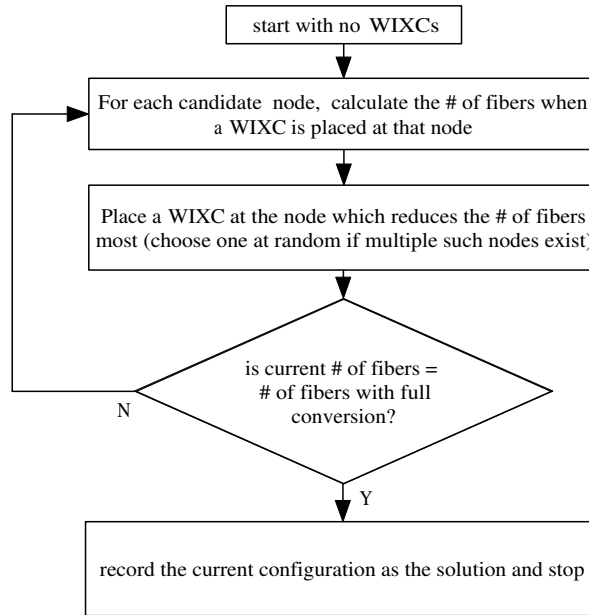 start with no WIXCs
For each candidate node, calculate the # of fibers when
a WIXC is placed at that node
Place a WIXC at the node which reduces the # of fibers
most (choose one at random if multiple such nodes exist)
is current # of fibers =
# of fibers with full
conversion?
N
Y
record the current configuration as the solution and stop